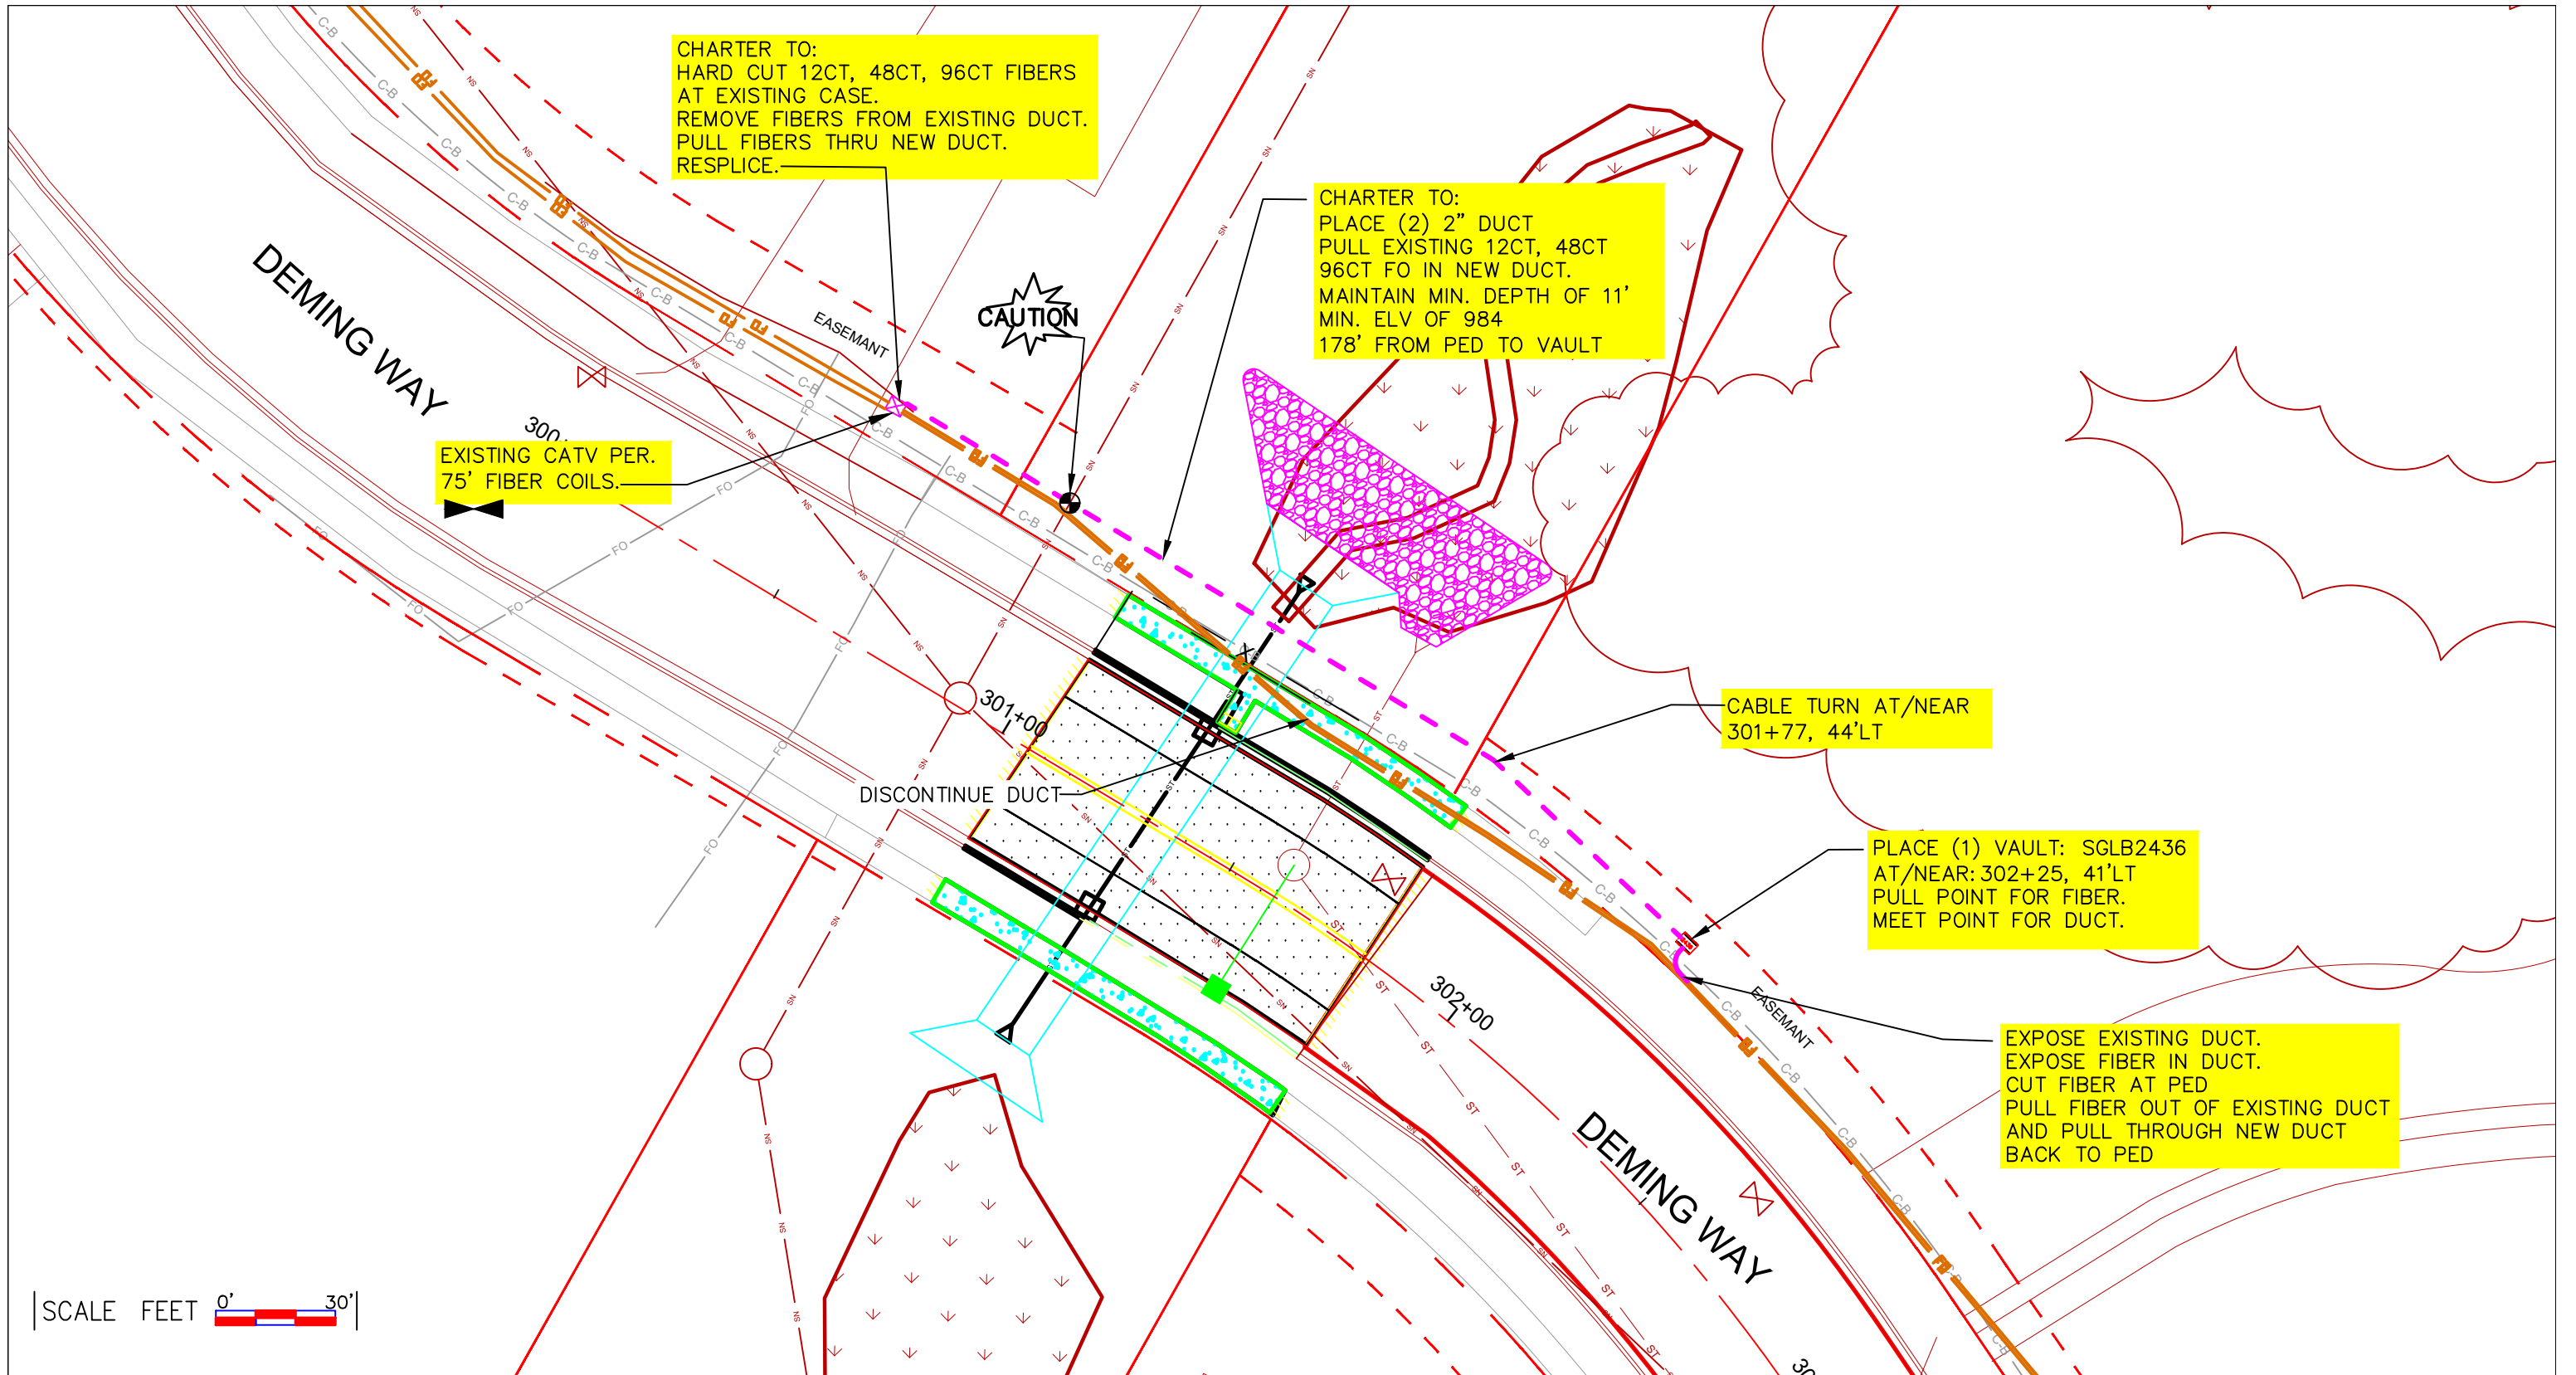 CHARTER TO:
HARD CUT 12CT, 48CT, 96CT FIBERS
AT EXISTING CASE.
REMOVE FIBERS FROM EXISTING DUCT.
PULL FIBERS THRU NEW DUCT.
RESPLICE.
CHARTER TO:
PLACE (2) 2" DUCT
PULL EXISTING 12CT, 48CT
96CT FO IN NEW DUCT.
MAINTAIN MIN. DEPTH OF 11'
MIN. ELV OF 984
178' FROM PED TO VAULT
DEMING WAY
CAUTION
EASEMANT
EXISTING CATV PER.
75' FIBER COILS.
301+00
DISCONTINUE DUCT
CABLE TURN AT/NEAR
301+77, 44'LT
PLACE (1) VAULT: SGLB2436
AT/NEAR: 302+25, 41'LT
PULL POINT FOR FIBER.
MEET POINT FOR DUCT.
302+00
EASEMANT
EXPOSE EXISTING DUCT.
EXPOSE FIBER IN DUCT.
CUT FIBER AT PED
PULL FIBER OUT OF EXISTING DUCT
AND PULL THROUGH NEW DUCT
BACK TO PED
DEMING WAY
SCALE FEET 0' 30'
C-B
FO
SN
ST